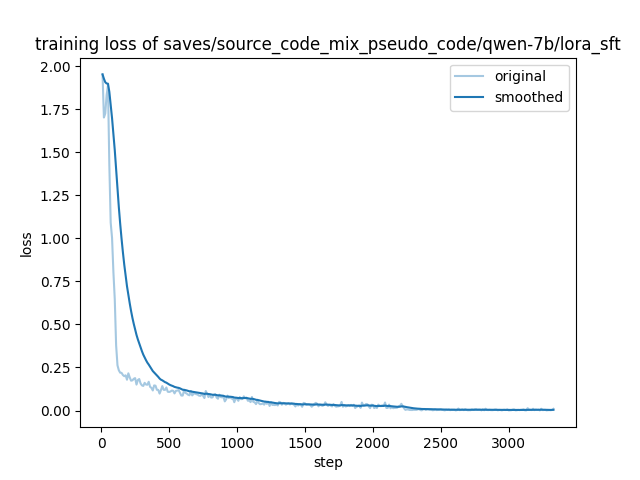 training loss of saves/source_code_mix_pseudo_code/qwen-7b/lora_sft
original
smoothed
2.00
1.75
1.50
1.25
1.00
0.75
0.50
0.25
0.00
loss
0 500 1000 1500 2000 2500 3000
step